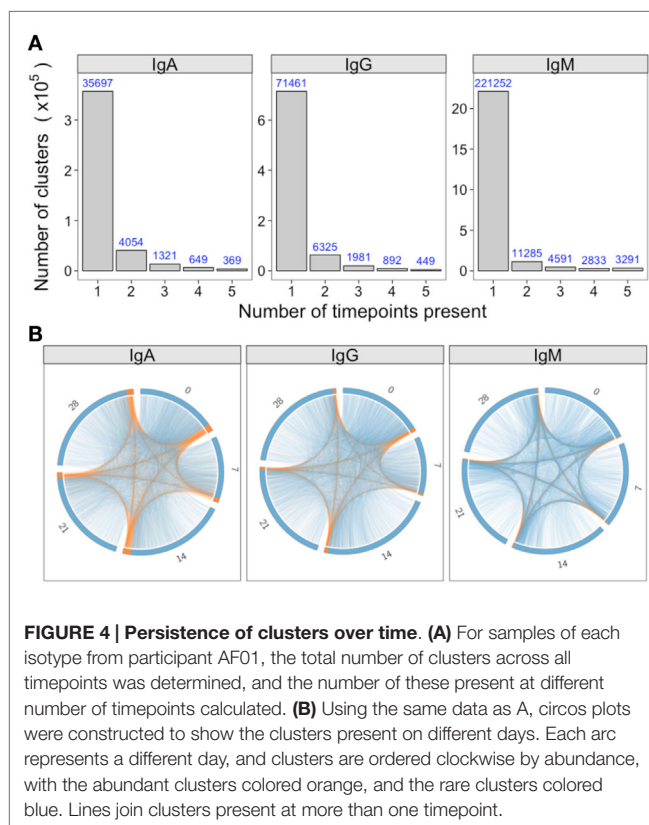 A
IgA IgG IgM
Number of clusters (x10⁵)
35697 71461 221252
3 6 20
15
2 4
10
1 2
5
4054 1321 649 369 6325 1981 892 449 11285 4591 2833 3291
0 0 0
1 2 3 4 5 1 2 3 4 5 1 2 3 4 5
Number of timepoints present
B
IgA IgG IgM
28 0 28 0 28 0
7 7 7
21 14 21 14 21 14
FIGURE 4 | Persistence of clusters over time. (A) For samples of each
isotype from participant AF01, the total number of clusters across all
timepoints was determined, and the number of these present at different
number of timepoints calculated. (B) Using the same data as A, circos plots
were constructed to show the clusters present on different days. Each arc
represents a different day, and clusters are ordered clockwise by abundance,
with the abundant clusters colored orange, and the rare clusters colored
blue. Lines join clusters present at more than one timepoint.